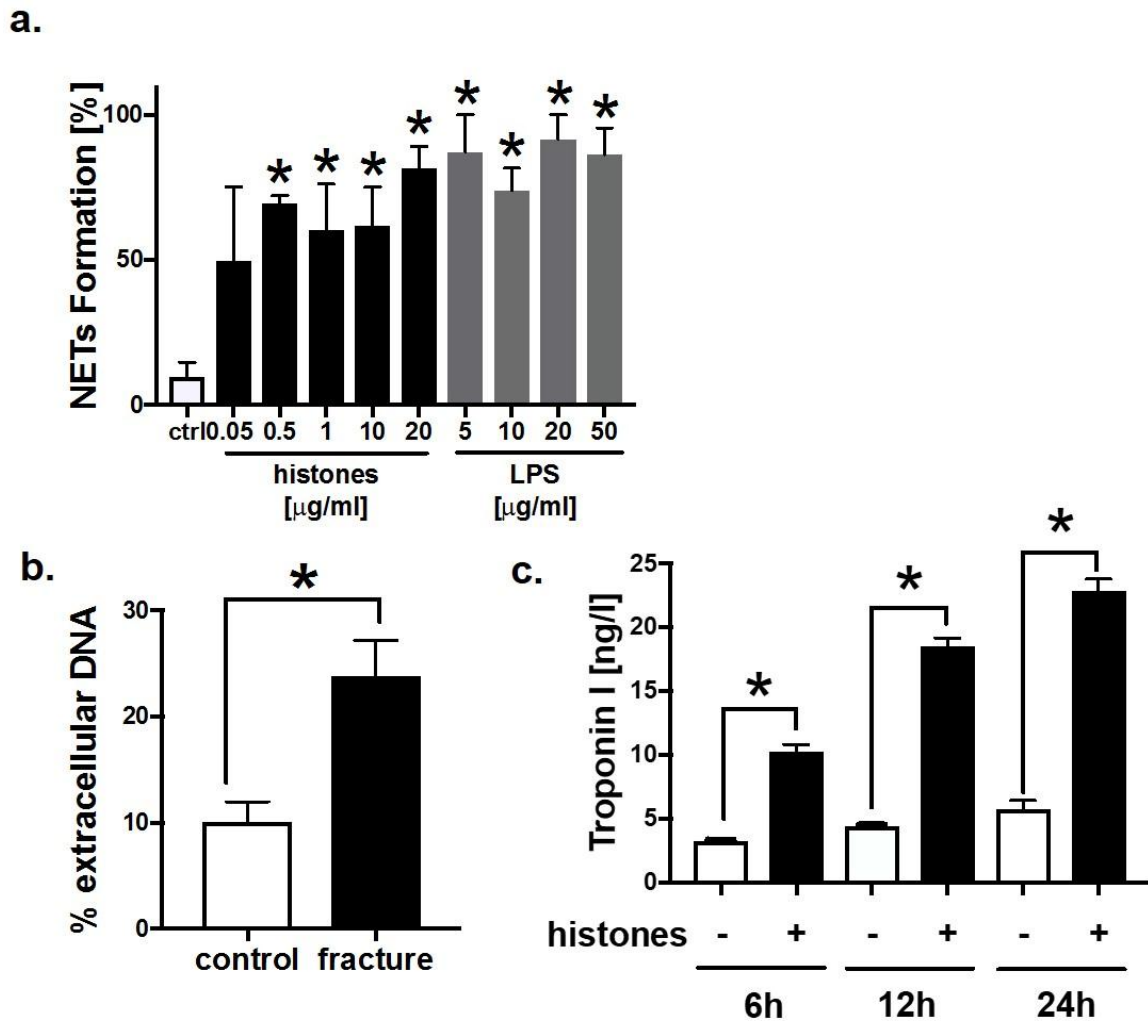 a.
NETs Formation [%]
100
50
0
*
*
*
*
*
*
*
*
ctrl 0.05 0.5 1 10 20 5 10 20 50
histones LPS
[μg/ml] [μg/ml]
b.
% extracellular DNA
30
20
10
0
*
control fracture
c.
Troponin I [ng/l]
25
20
15
10
5
0
*
*
*
histones - + - + - +
6h 12h 24h